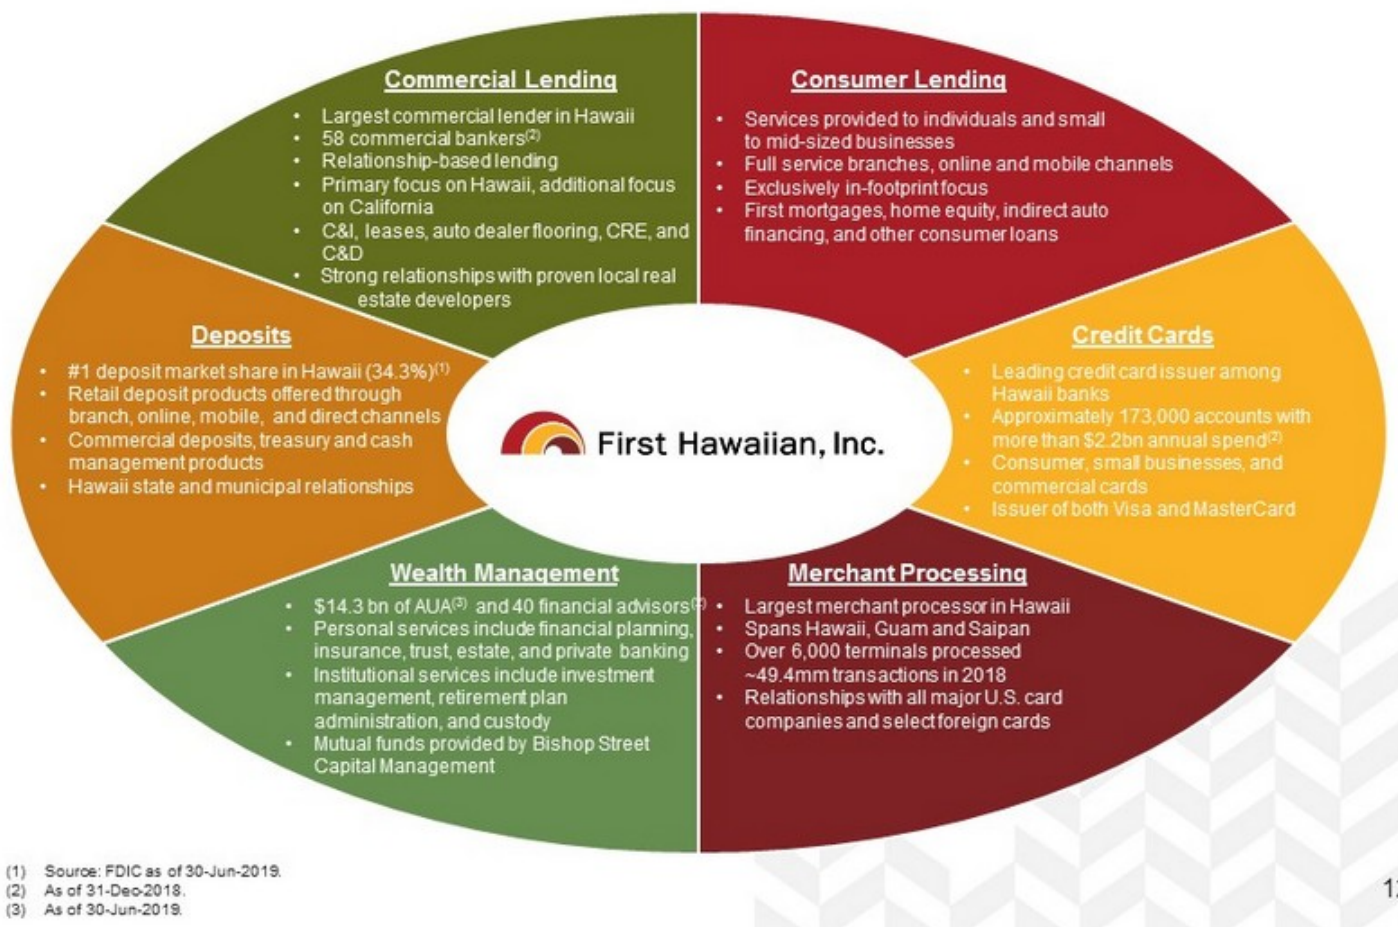 Commercial Lending
• Largest commercial lender in Hawaii
• 58 commercial bankers(2)
• Relationship-based lending
• Primary focus on Hawaii, additional focus
on California
• C&I, leases, auto dealer flooring, CRE, and
C&D
• Strong relationships with proven local real
estate developers
Consumer Lending
• Services provided to individuals and small
to mid-sized businesses
• Full service branches, online and mobile channels
• Exclusively in-footprint focus
• First mortgages, home equity, indirect auto
financing, and other consumer loans
Deposits
• #1 deposit market share in Hawaii (34.3%)(1)
• Retail deposit products offered through
branch, online, mobile, and direct channels
• Commercial deposits, treasury and cash
management products
• Hawaii state and municipal relationships
First Hawaiian, Inc.
Credit Cards
• Leading credit card issuer among
Hawaii banks
• Approximately 173,000 accounts with
more than $2.2bn annual spend(2)
• Consumer, small businesses, and
commercial cards
• Issuer of both Visa and MasterCard
Wealth Management
• $14.3 bn of AUA(3) and 40 financial advisors
• Personal services include financial planning,
insurance, trust, estate, and private banking
• Institutional services include investment
management, retirement plan
administration, and custody
• Mutual funds provided by Bishop Street
Capital Management
Merchant Processing
• Largest merchant processor in Hawaii
• Spans Hawaii, Guam and Saipan
• Over 6,000 terminals processed
~49.4mm transactions in 2018
• Relationships with all major U.S. card
companies and select foreign cards
(1) Source: FDIC as of 30-Jun-2019.
(2) As of 31-Dec-2018.
(3) As of 30-Jun-2019.